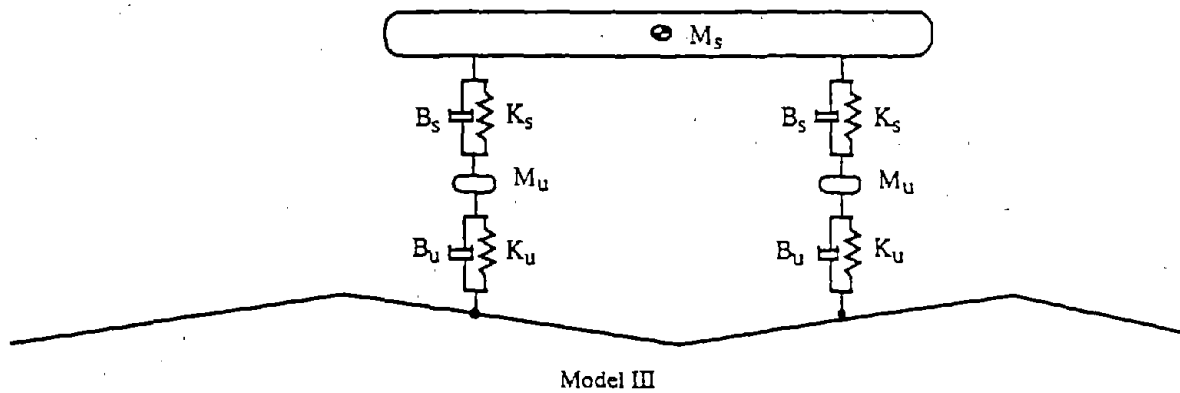 M_s
B_s K_s B_s K_s
M_u M_u
B_u K_u B_u K_u
Model III